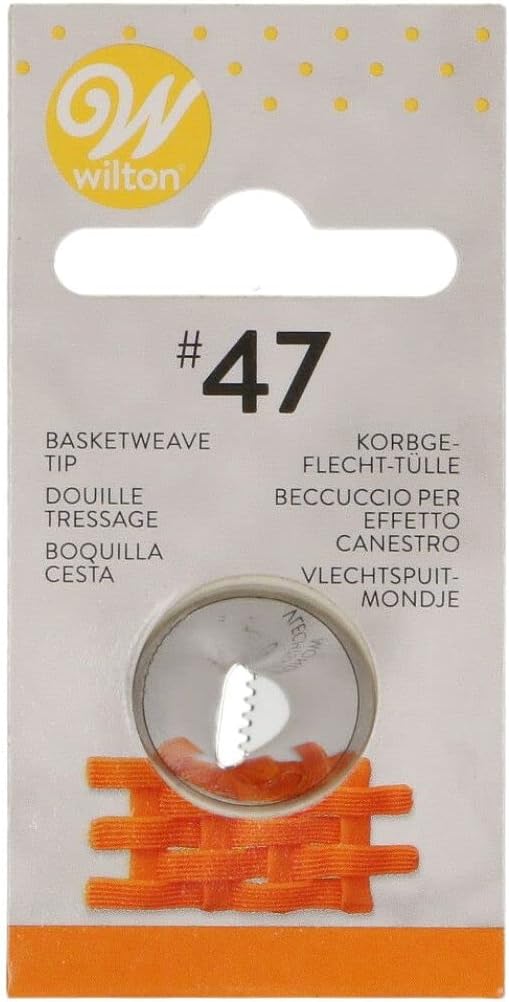 wilton
#47
BASKETWEAVE
TIP
DOUILLE
TRESSAGE
BOQUILLA
CESTA
KORBGE-
FLECHT-TÜLLE
BECCUCCIO PER
EFFETTO
CANESTRO
VLECHTSPUIT-
MONDJE